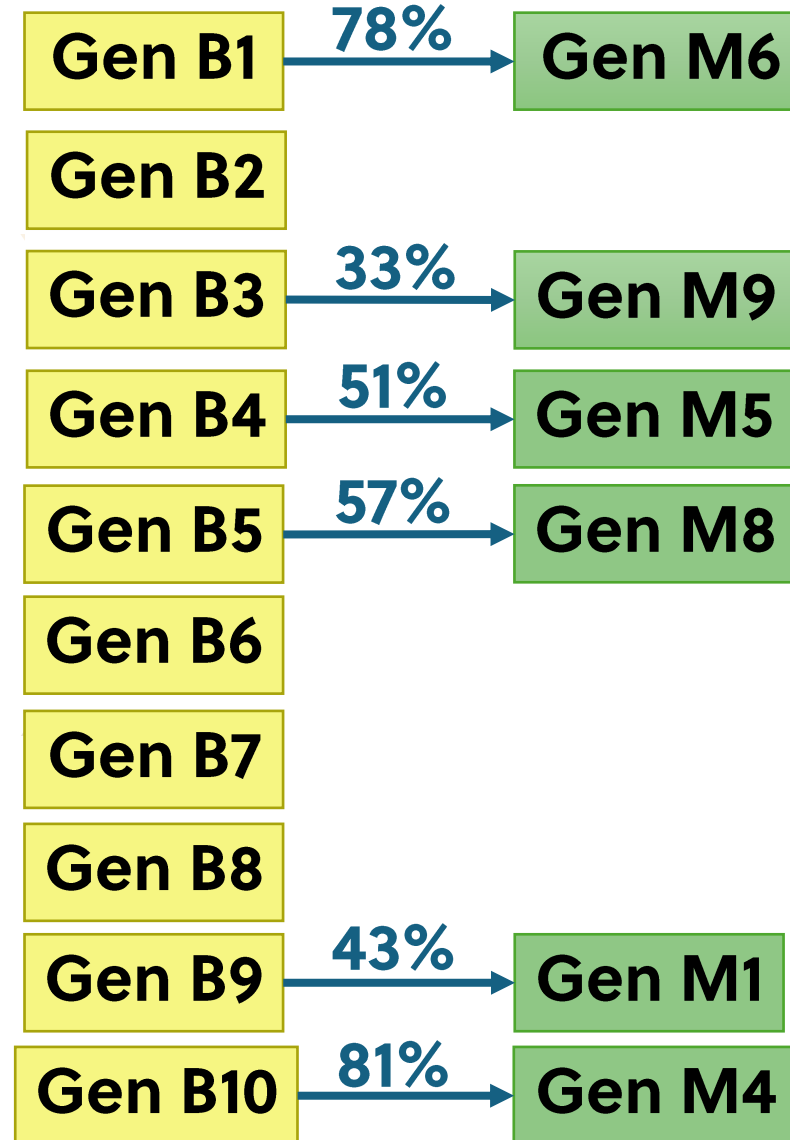 Gen B1 78% Gen M6
Gen B2
Gen B3 33% Gen M9
Gen B4 51% Gen M5
Gen B5 57% Gen M8
Gen B6
Gen B7
Gen B8
Gen B9 43% Gen M1
Gen B10 81% Gen M4